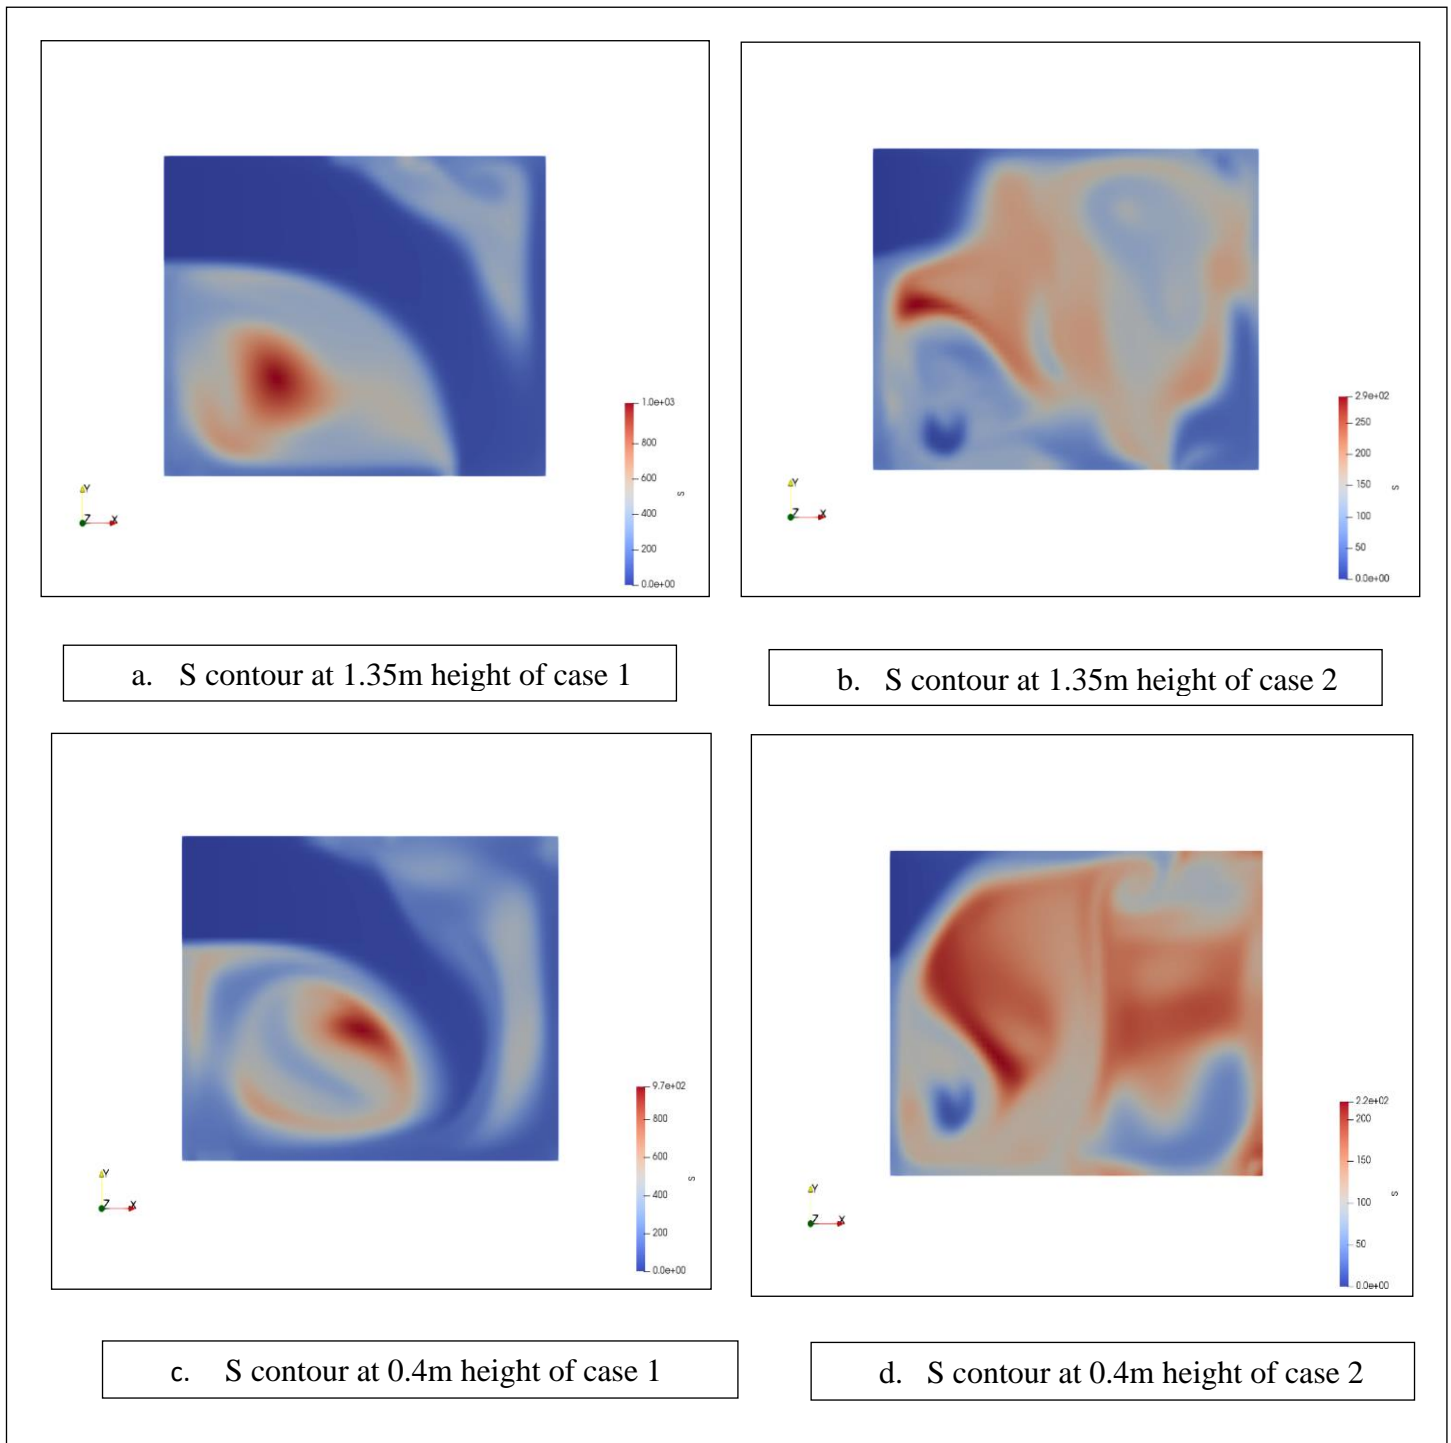 1.0e+03
800
600
400
200
0.0e+00
S
Y
Z
X
2.9e+02
250
200
150
100
50
0.0e+00
S
Y
Z
X
a. S contour at 1.35m height of case 1
b. S contour at 1.35m height of case 2
9.7e+02
800
600
400
200
0.0e+00
S
Y
Z
X
2.2e+02
200
150
100
50
0.0e+00
S
Y
Z
X
c. S contour at 0.4m height of case 1
d. S contour at 0.4m height of case 2